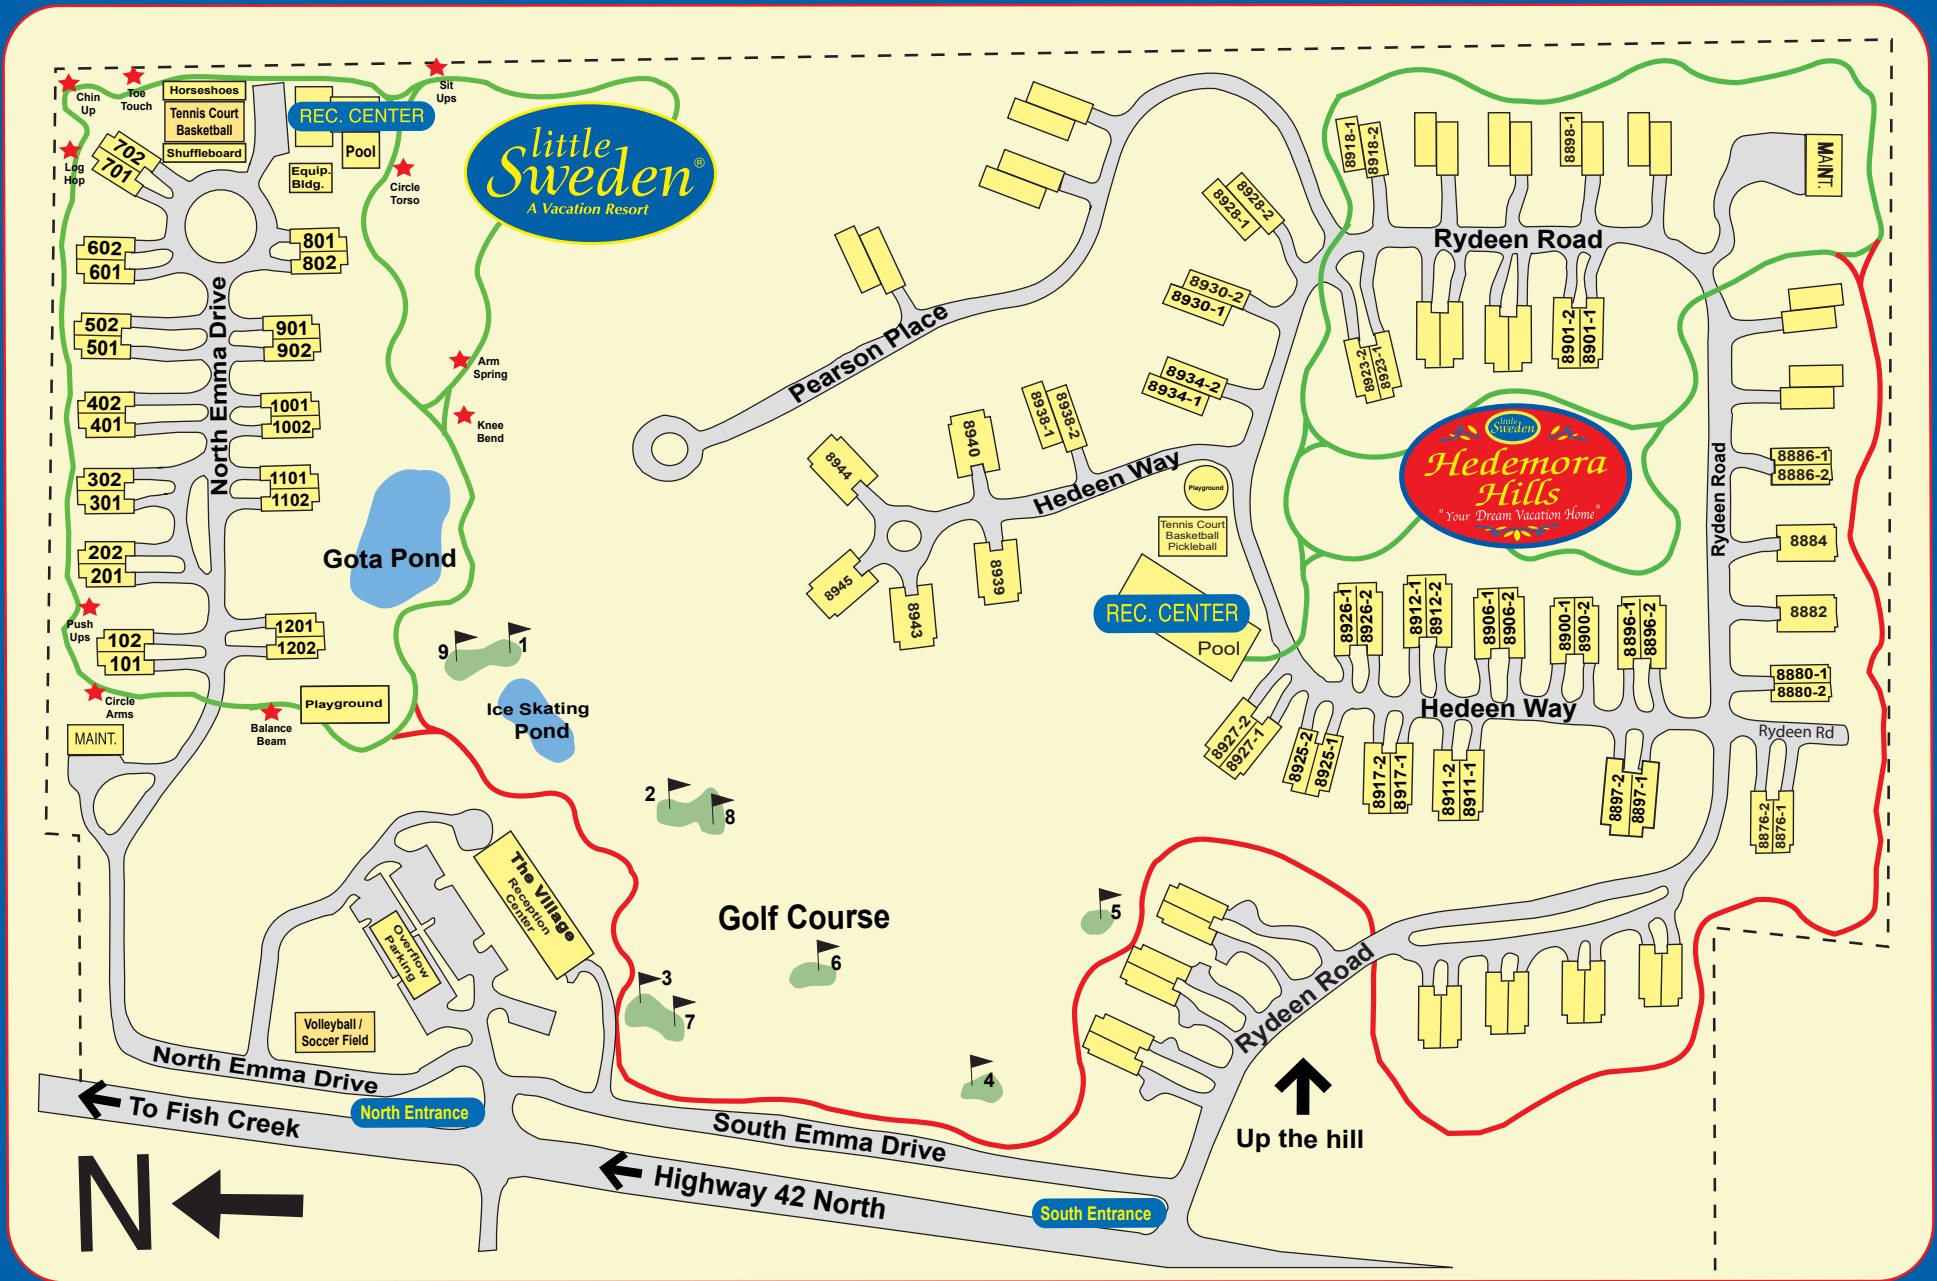 Chin
Up
Toe
Touch
Horseshoes
Tennis Court
Basketball
Shuffleboard
REC. CENTER
Pool
Equip.
Bldg.
Sit
Ups
Circle
Torso
Log
Hop
702
701
602
601
801
802
502
501
901
902
402
401
1001
1002
302
301
1101
1102
202
201
102
101
1201
1202
North Emma Drive
Push
Ups
Circle
Arms
Balance
Beam
Playground
MAINT.
Arm
Spring
Knee
Bend
Gota Pond
little
Sweden®
A Vacation Resort
9
1
Ice Skating
Pond
2
8
3
7
Golf Course
6
5
4
The Village
Reception
Center
Overflow
Parking
Volleyball /
Soccer Field
North Emma Drive
North Entrance
To Fish Creek
N
South Emma Drive
Highway 42 North
South Entrance
Up the hill
Rydeen Road
Pearson Place
8944
8945
8943
8940
8939
8938-1
8938-2
Hedeen Way
8934-2
8934-1
8930-2
8930-1
8928-2
8928-1
Playground
Tennis Court
Basketball
Pickleball
REC. CENTER
Pool
8918-1
8918-2
8898-1
MAINT.
Rydeen Road
8923-2
8923-1
8901-2
8901-1
little
Sweden
Hedemora
Hills
"Your Dream Vacation Home"
Rydeen Road
8886-1
8886-2
8884
8882
8880-1
8880-2
Rydeen Rd
8876-2
8876-1
8926-1
8926-2
8912-1
8912-2
8906-1
8906-2
8900-1
8900-2
8896-1
8896-2
Hedeen Way
8927-2
8927-1
8925-2
8925-1
8917-2
8917-1
8911-2
8911-1
8897-2
8897-1